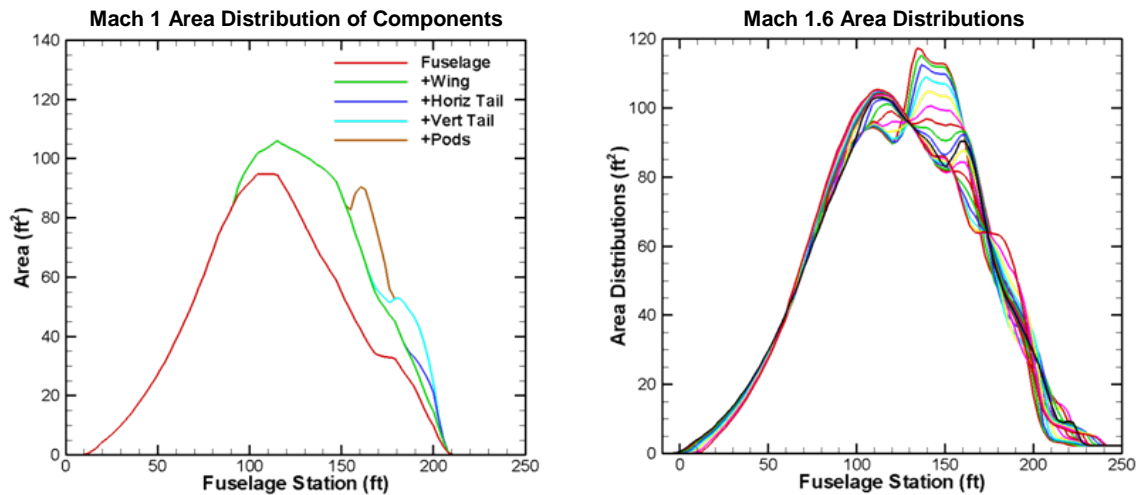 Mach 1 Area Distribution of Components
140
120
100
80
60
40
20
0
Area (ft²)
Fuselage
+Wing
+Horiz Tail
+Vert Tail
+Pods
0 50 100 150 200 250
Fuselage Station (ft)
Mach 1.6 Area Distributions
120
100
80
60
40
20
0
Area Distributions (ft²)
0 50 100 150 200 250
Fuselage Station (ft)